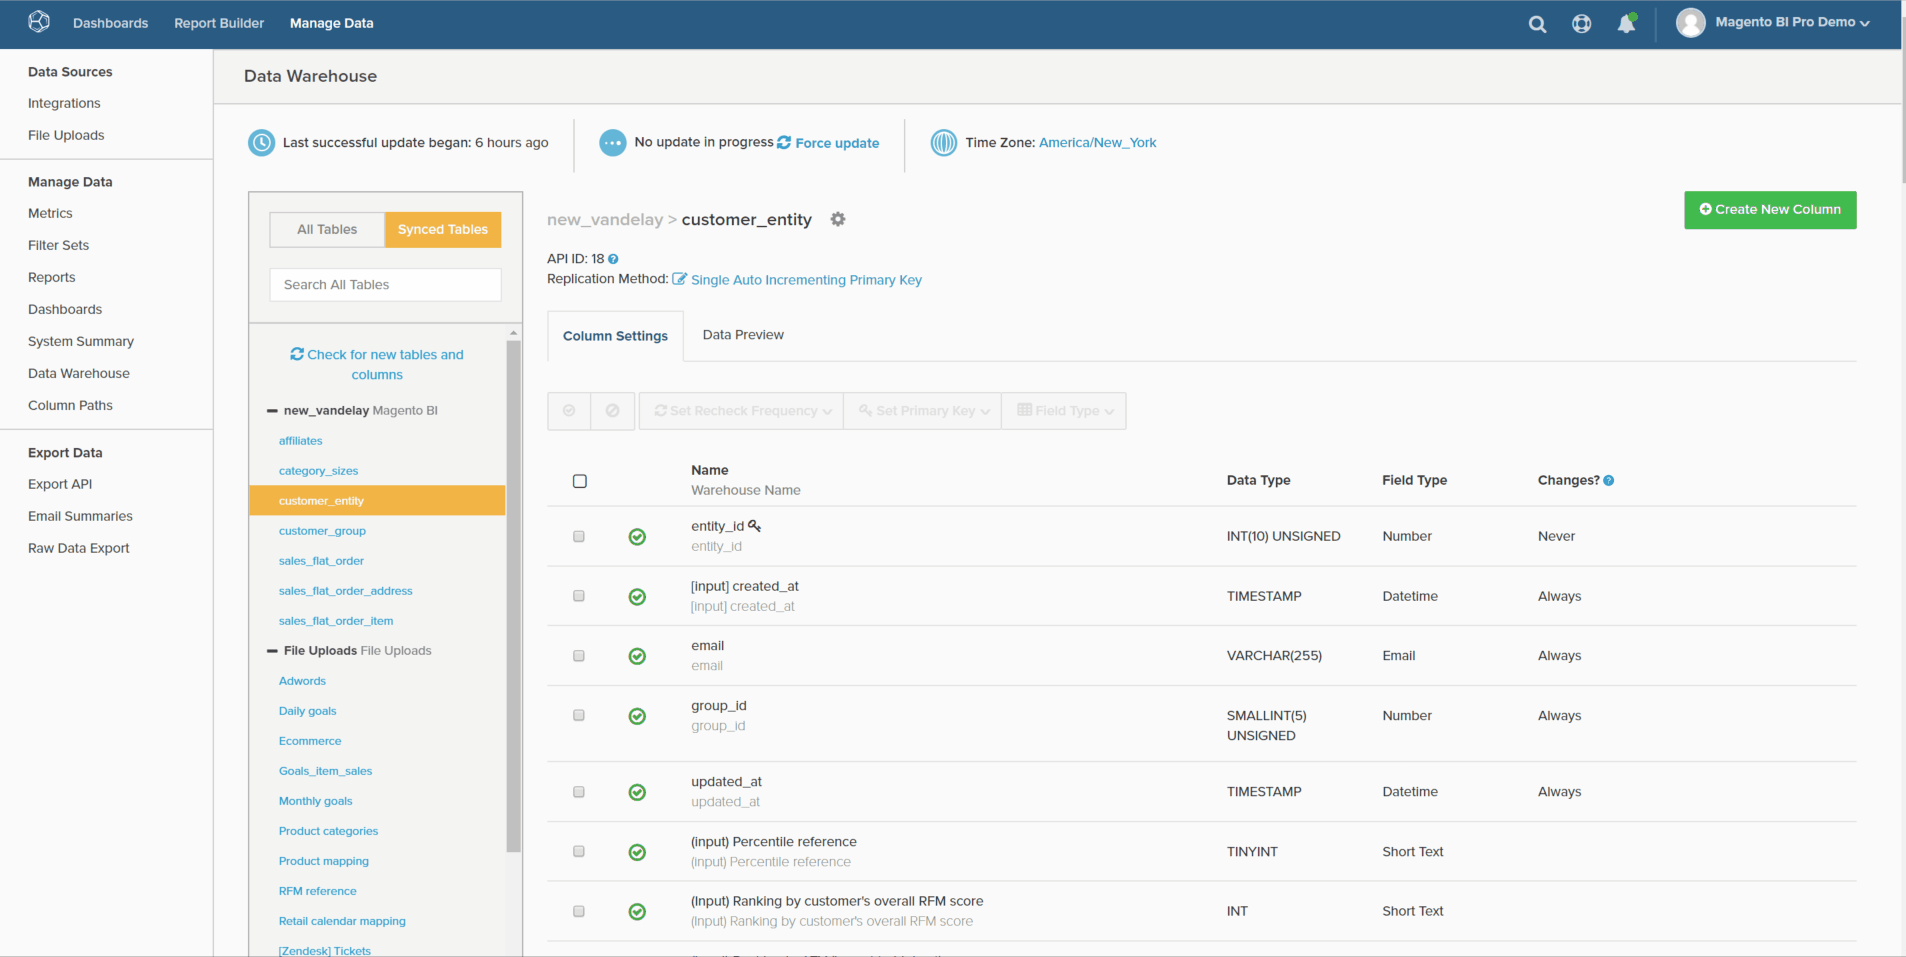 Dashboards
Report Builder
Manage Data
Magento BI Pro Demo
Data Sources
Integrations
File Uploads
Manage Data
Metrics
Filter Sets
Reports
Dashboards
System Summary
Data Warehouse
Column Paths
Export Data
Export API
Email Summaries
Raw Data Export
Data Warehouse
Last successful update began: 6 hours ago
No update in progress Force update
Time Zone: America/New_York
All Tables
Synced Tables
Search All Tables
Check for new tables and
columns
new_vandelay Magento BI
affiliates
category_sizes
customer_entity
customer_group
sales_flat_order
sales_flat_order_address
sales_flat_order_item
File Uploads File Uploads
Adwords
Daily goals
Ecommerce
Goals_item_sales
Monthly goals
Product categories
Product mapping
RFM reference
Retail calendar mapping
[Zendesk] Tickets
new_vandelay > customer_entity
Create New Column
API ID: 18
Replication Method: Single Auto Incrementing Primary Key
Column Settings
Data Preview
Set Recheck Frequency
Set Primary Key
Field Type
Name
Warehouse Name
Data Type
Field Type
Changes?
entity_id
entity_id
INT(10) UNSIGNED
Number
Never
[input] created_at
[input] created_at
TIMESTAMP
Datetime
Always
email
email
VARCHAR(255)
Email
Always
group_id
group_id
SMALLINT(5)
UNSIGNED
Number
Always
updated_at
updated_at
TIMESTAMP
Datetime
Always
(input) Percentile reference
(input) Percentile reference
TINYINT
Short Text
(Input) Ranking by customer's overall RFM score
(Input) Ranking by customer's overall RFM score
INT
Short Text